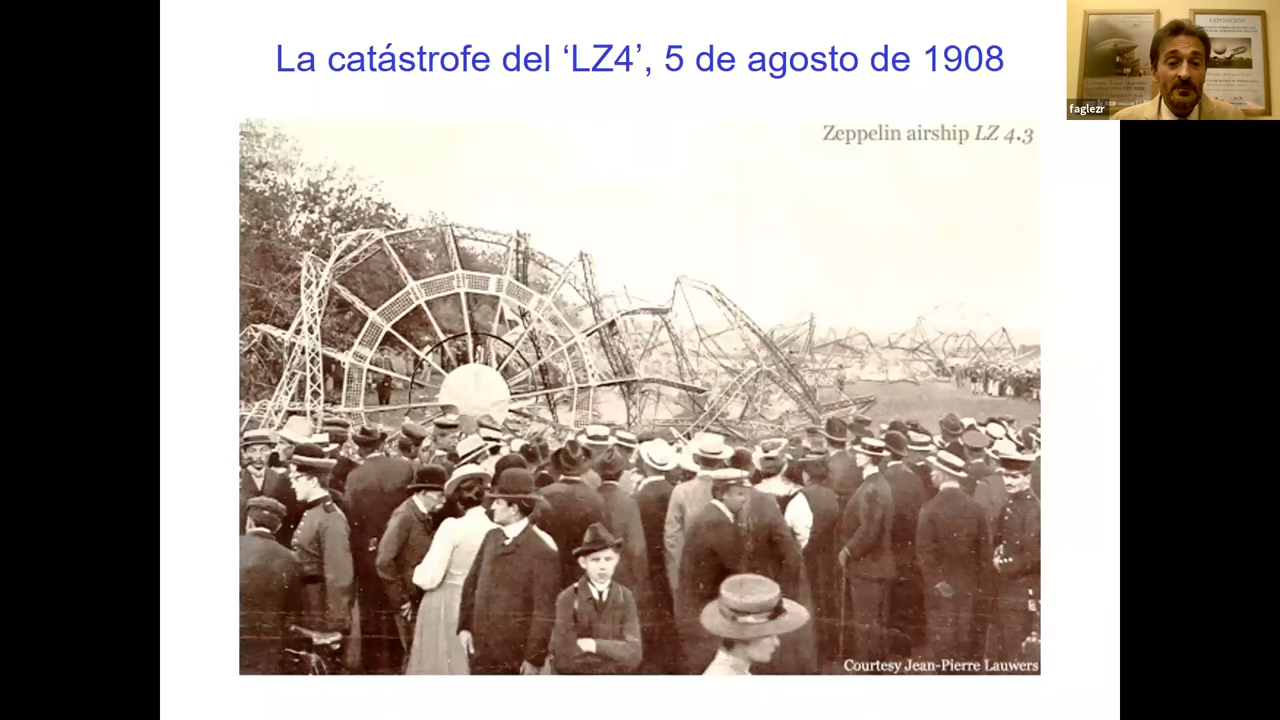 La catástrofe del ‘LZ4’, 5 de agosto de 1908
Zeppelin airship LZ 4.3
Courtesy Jean-Pierre Lauwers
EXPOSICIÓN
faglezr